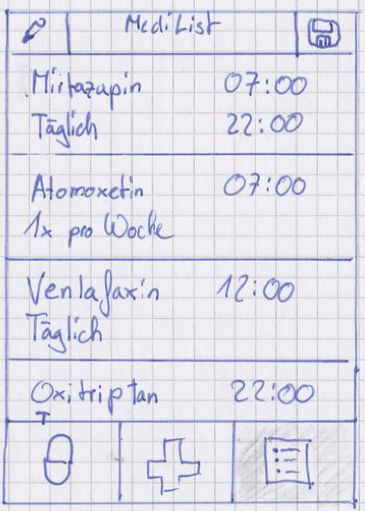 MediList
Mirtazapin 07:00
Täglich 22:00
Atomoxetin 07:00
1x pro Woche
Venlafaxin 12:00
Täglich
Oxitriptan 22:00
T